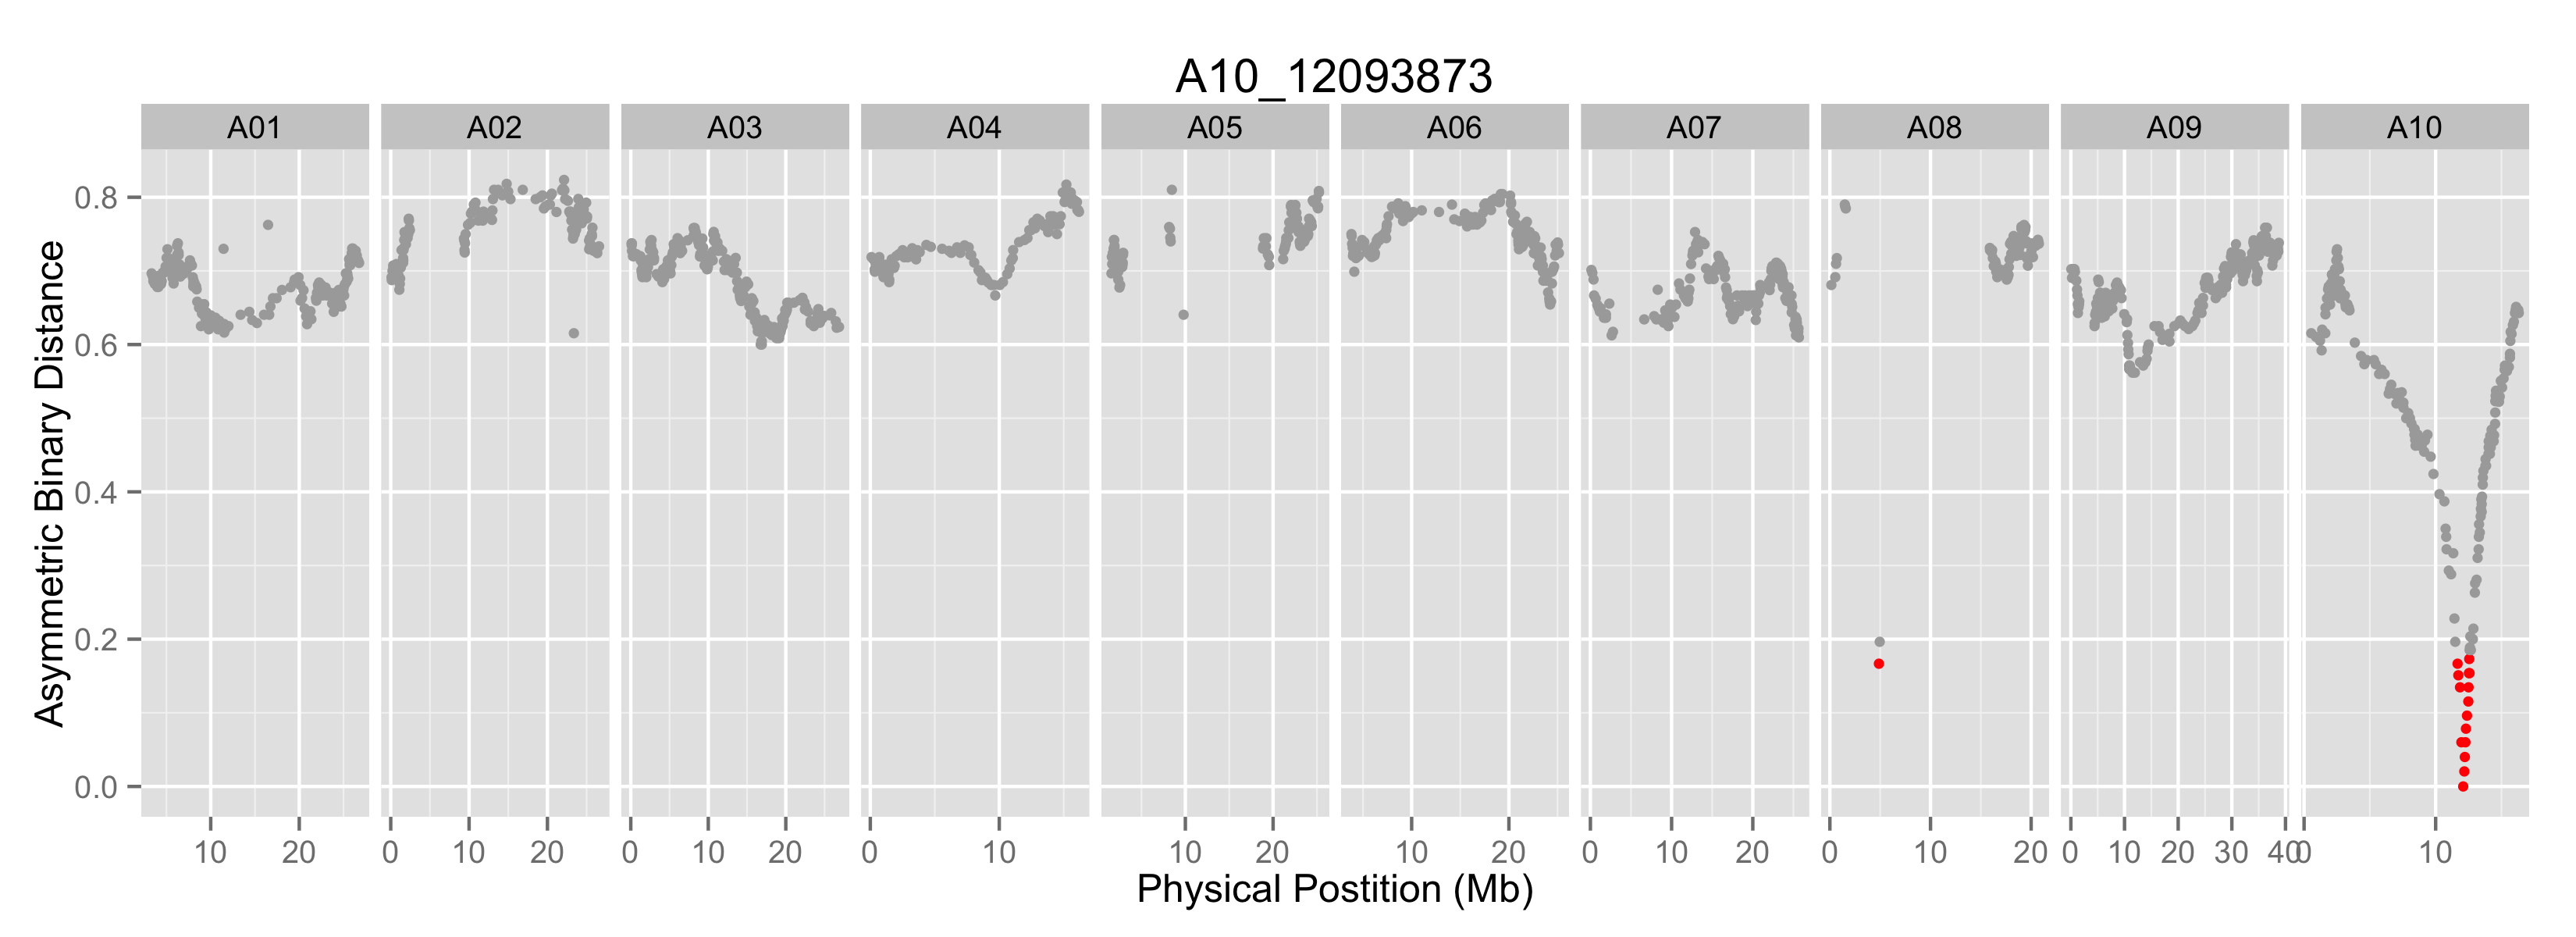 A10_12093873
A01 A02 A03 A04 A05 A06 A07 A08 A09 A10
Asymmetric Binary Distance
0.8
0.6
0.4
0.2
0.0
10 20 0 10 20 0 10 20 0 10 10 20 10 20 0 10 20 0 10 20 0 10 20 30 40 0 10
Physical Postition (Mb)